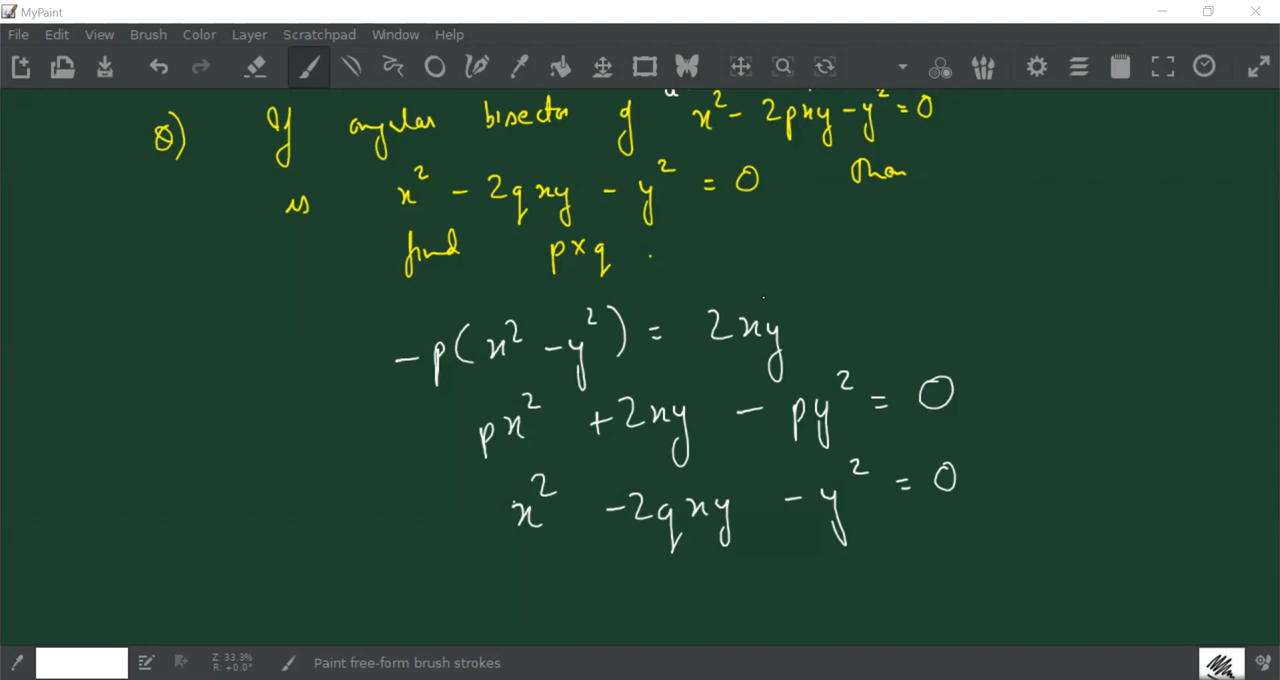 MyPaint
File Edit View Brush Color Layer Scratchpad Window Help
Q) If angular bisector of x² - 2pxy - y² = 0
is x² - 2qxy - y² = 0 then
find p×q .
-p(x² - y²) = 2xy
px² + 2xy - py² = 0
x² - 2qxy - y² = 0
Z: 33.3%
R: +0.0°
Paint free-form brush strokes